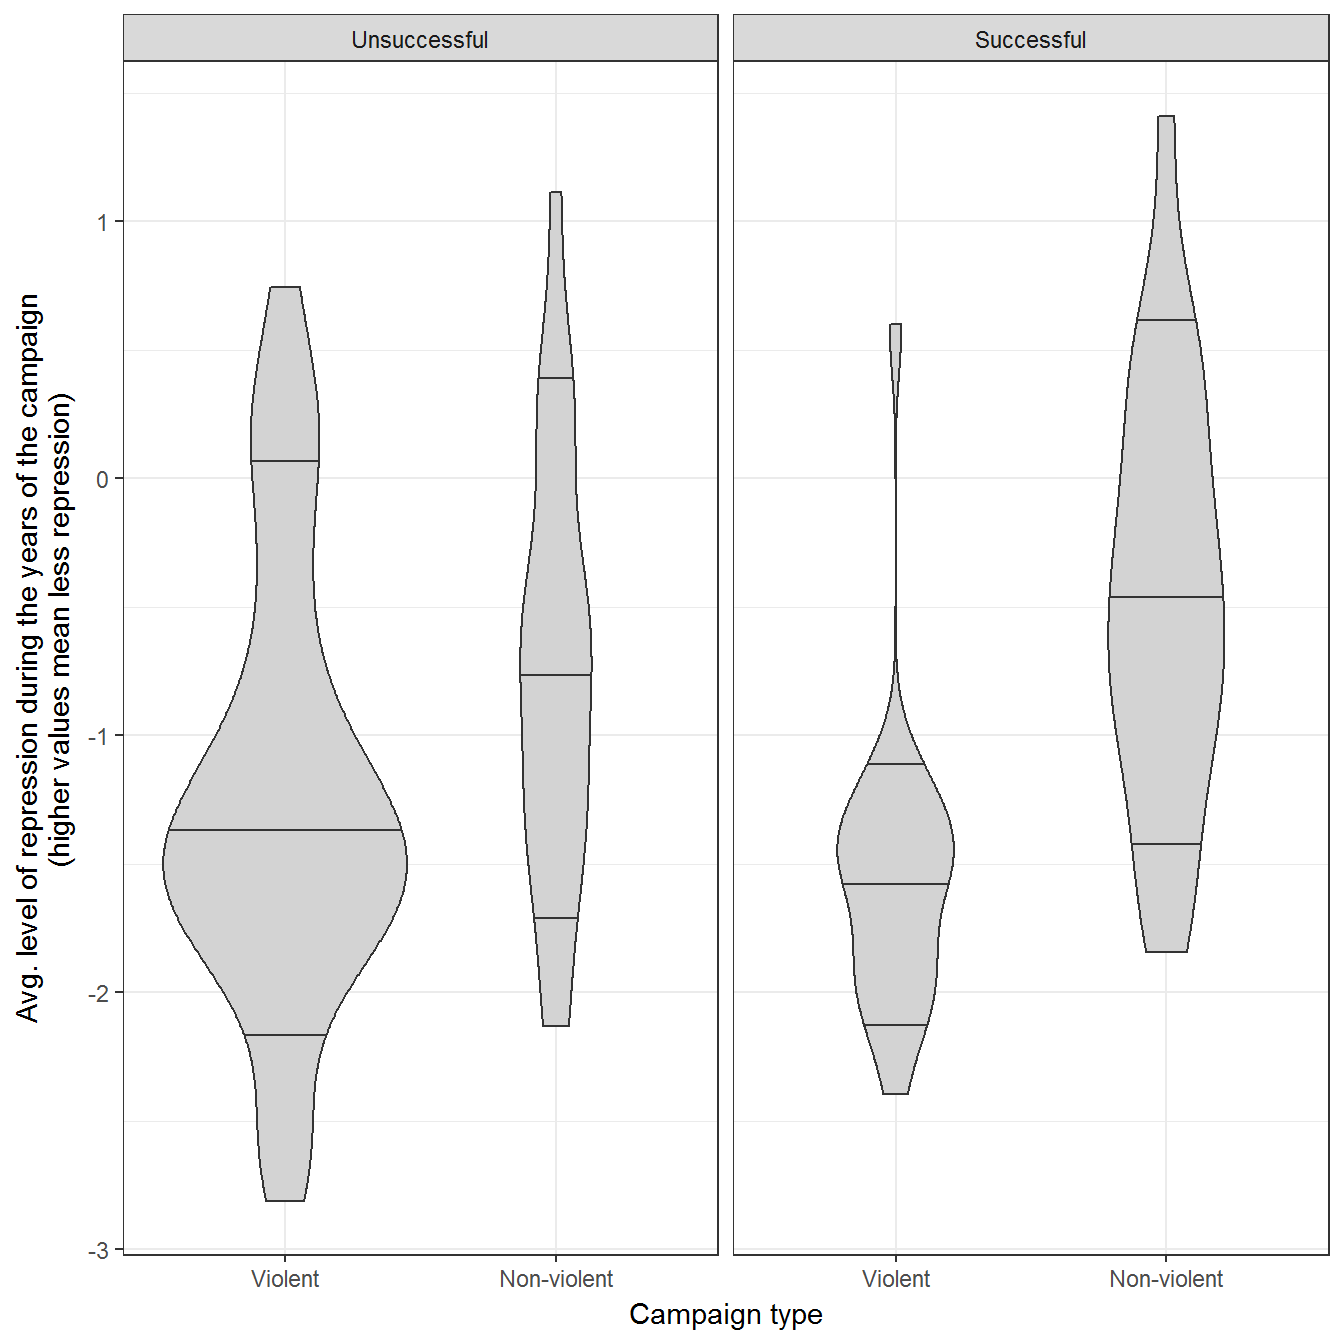 Unsuccessful
Successful
Avg. level of repression during the years of the campaign
(higher values mean less repression)
1
0
-1
-2
-3
Violent
Non-violent
Violent
Non-violent
Campaign type